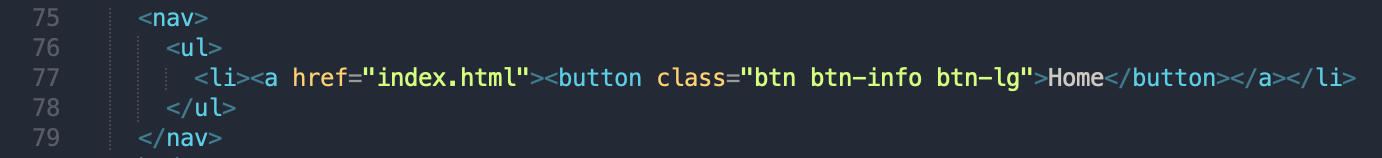 75 <nav>
76 <ul>
77 <li><a href="index.html"><button class="btn btn-info btn-lg">Home</button></a></li>
78 </ul>
79 </nav>